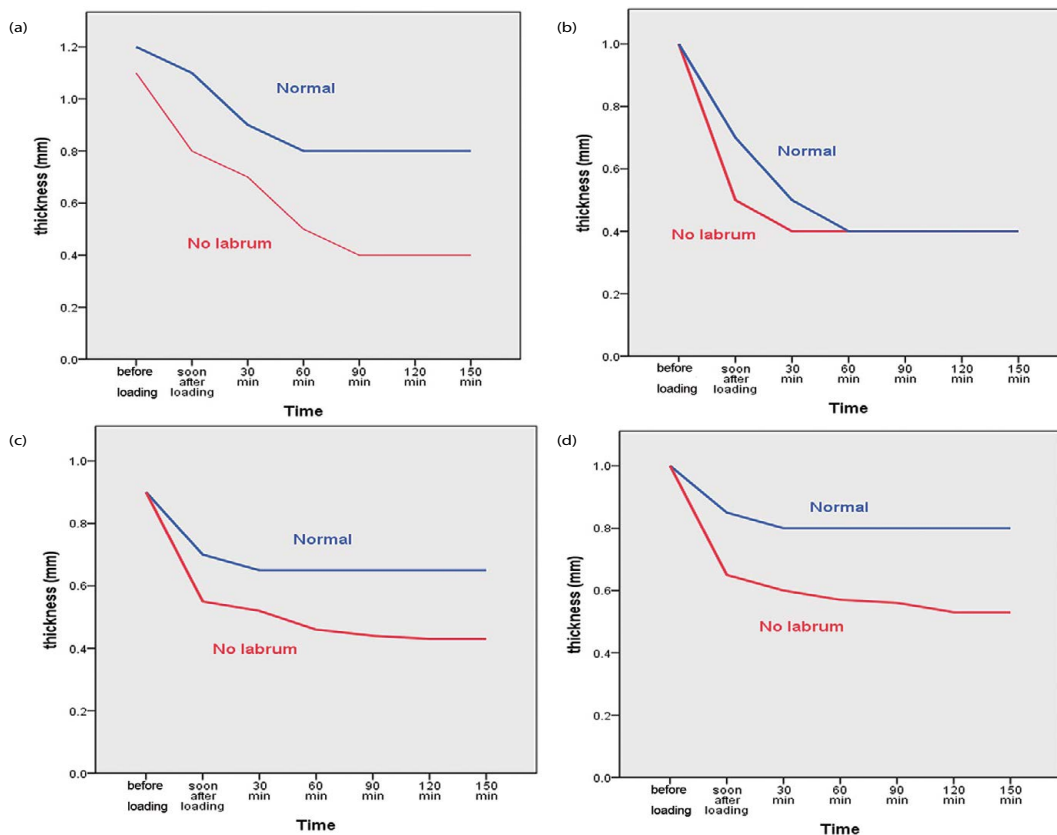 (a)
thickness (mm)
1.2
1.0
0.8
0.6
0.4
0.2
0.0
Normal
No labrum
before
loading
soon
after
loading
30
min
60
min
90
min
120
min
150
min
Time
(b)
thickness (mm)
1.0
0.8
0.6
0.4
0.2
0.0
Normal
No labrum
before
loading
soon
after
loading
30
min
60
min
90
min
120
min
150
min
Time
(c)
thickness (mm)
1.0
0.8
0.6
0.4
0.2
0.0
Normal
No labrum
before
loading
soon
after
loading
30
min
60
min
90
min
120
min
150
min
Time
(d)
thickness (mm)
1.0
0.8
0.6
0.4
0.2
0.0
Normal
No labrum
before
loading
soon
after
loading
30
min
60
min
90
min
120
min
150
min
Time